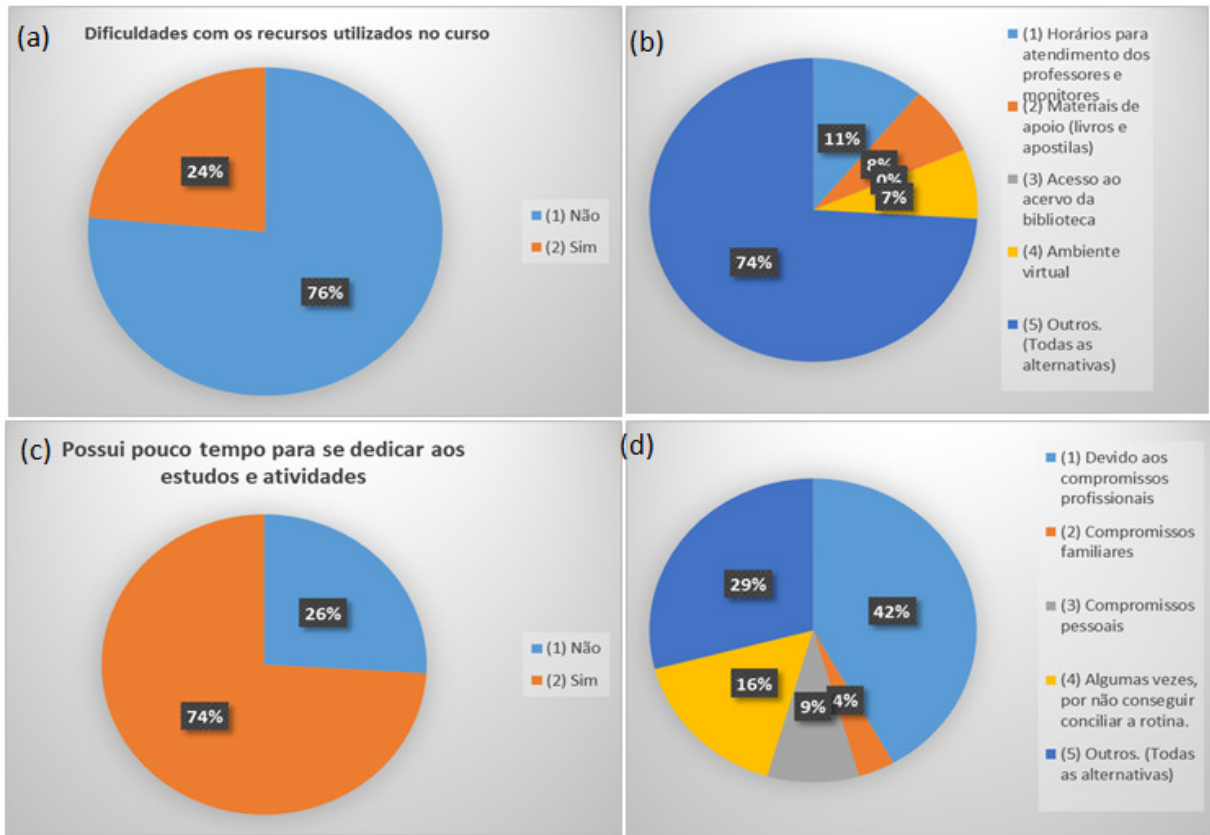 (a)
Dificuldades com os recursos utilizados no curso
24%
76%
(1) Não
(2) Sim
(b)
11%
8%
0%
7%
74%
(1) Horários para
atendimento dos
professores e
monitores
(2) Materiais de
apoio (livros e
apostilas)
(3) Acesso ao
acervo da
biblioteca
(4) Ambiente
virtual
(5) Outros.
(Todas as
alternativas)
(c)
Possui pouco tempo para se dedicar aos
estudos e atividades
26%
74%
(1) Não
(2) Sim
(d)
29%
42%
16%
9%
4%
(1) Devido aos
compromissos
profissionais
(2) Compromissos
familiares
(3) Compromissos
pessoais
(4) Algumas vezes,
por não conseguir
conciliar a rotina.
(5) Outros. (Todas
as alternativas)